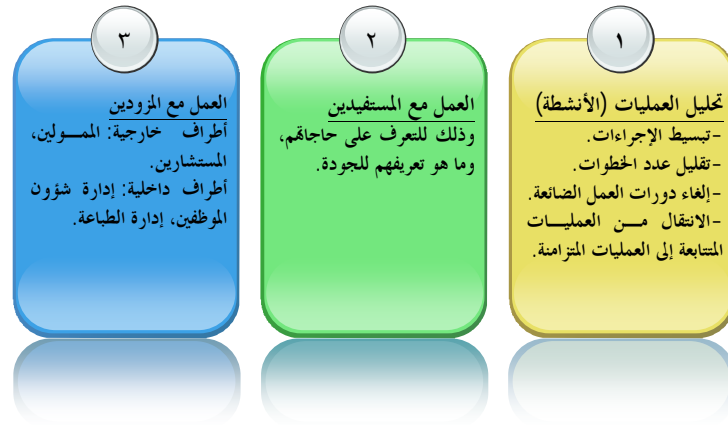 ١
تحليل العمليات (الأنشطة)
-تبسيط الإجراءات.
-تقليل عدد الخطوات.
-إلغاء دورات العمل الضائعة.
-الانتقال من العمليات
المتتابعة إلى العمليات المتزامنة.
٢
العمل مع المستفيدين
وذلك للتعرف على حاجاتهم،
وما هو تعريفهم للجودة.
٣
العمل مع المزودين
أطراف خارجية: الممولين،
المستشارين.
أطراف داخلية: إدارة شؤون
الموظفين، إدارة الطباعة.